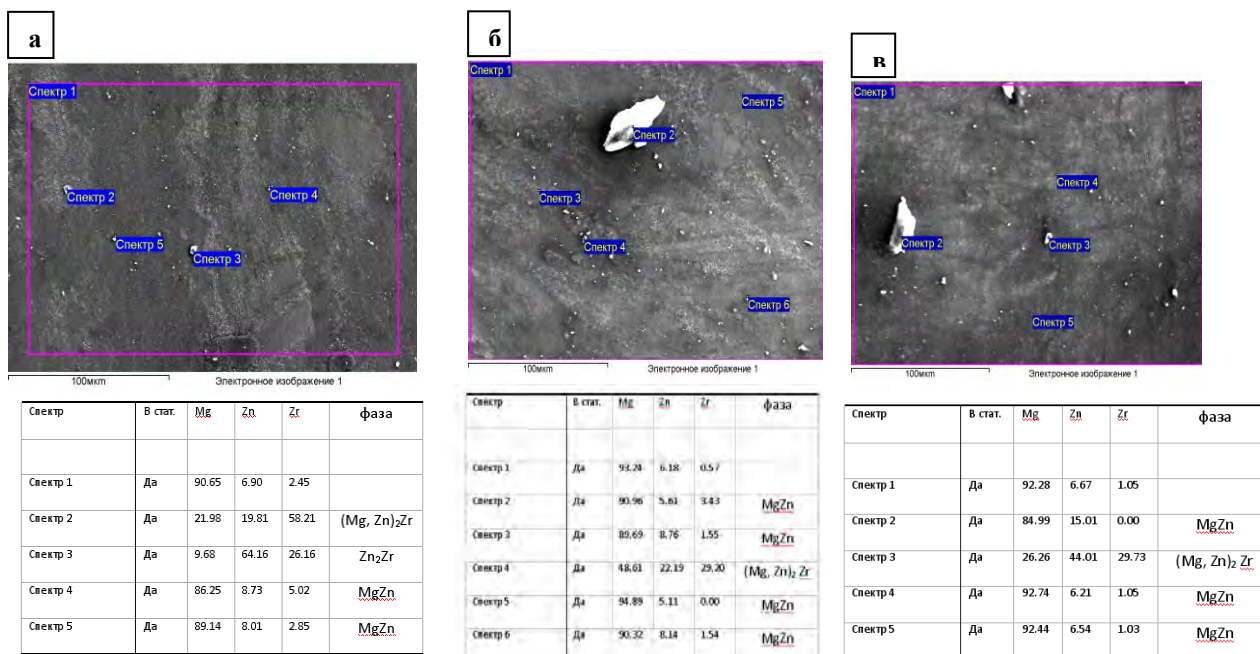 а
Спектр 1
Спектр 2
Спектр 4
Спектр 5
Спектр 3
100мкm Электронное изображение 1
Спектр В стат. Mg Zn Zr фаза
Спектр 1 Да 90.65 6.90 2.45
Спектр 2 Да 21.98 19.81 58.21 (Mg, Zn)₂Zr
Спектр 3 Да 9.68 64.16 26.16 Zn₂Zr
Спектр 4 Да 86.25 8.73 5.02 MgZn
Спектр 5 Да 89.14 8.01 2.85 MgZn
б
Спектр 1
Спектр 5
Спектр 2
Спектр 3
Спектр 4
Спектр 6
100мкm Электронное изображение 1
Спектр В стат. Mg Zn Zr фаза
Спектр 1 Да 93.24 6.18 0.57
Спектр 2 Да 90.96 5.61 3.43 MgZn
Спектр 3 Да 89.69 8.76 1.55 MgZn
Спектр 4 Да 48.61 22.19 29.20 (Mg, Zn)₂ Zr
Спектр 5 Да 94.89 5.11 0.00 MgZn
Спектр 6 Да 90.32 8.14 1.54 MgZn
в
Спектр 1
Спектр 4
Спектр 2
Спектр 3
Спектр 5
100мкm Электронное изображение 1
Спектр В стат. Mg Zn Zr фаза
Спектр 1 Да 92.28 6.67 1.05
Спектр 2 Да 84.99 15.01 0.00 MgZn
Спектр 3 Да 26.26 44.01 29.73 (Mg, Zn)₂ Zr
Спектр 4 Да 92.74 6.21 1.05 MgZn
Спектр 5 Да 92.44 6.54 1.03 MgZn